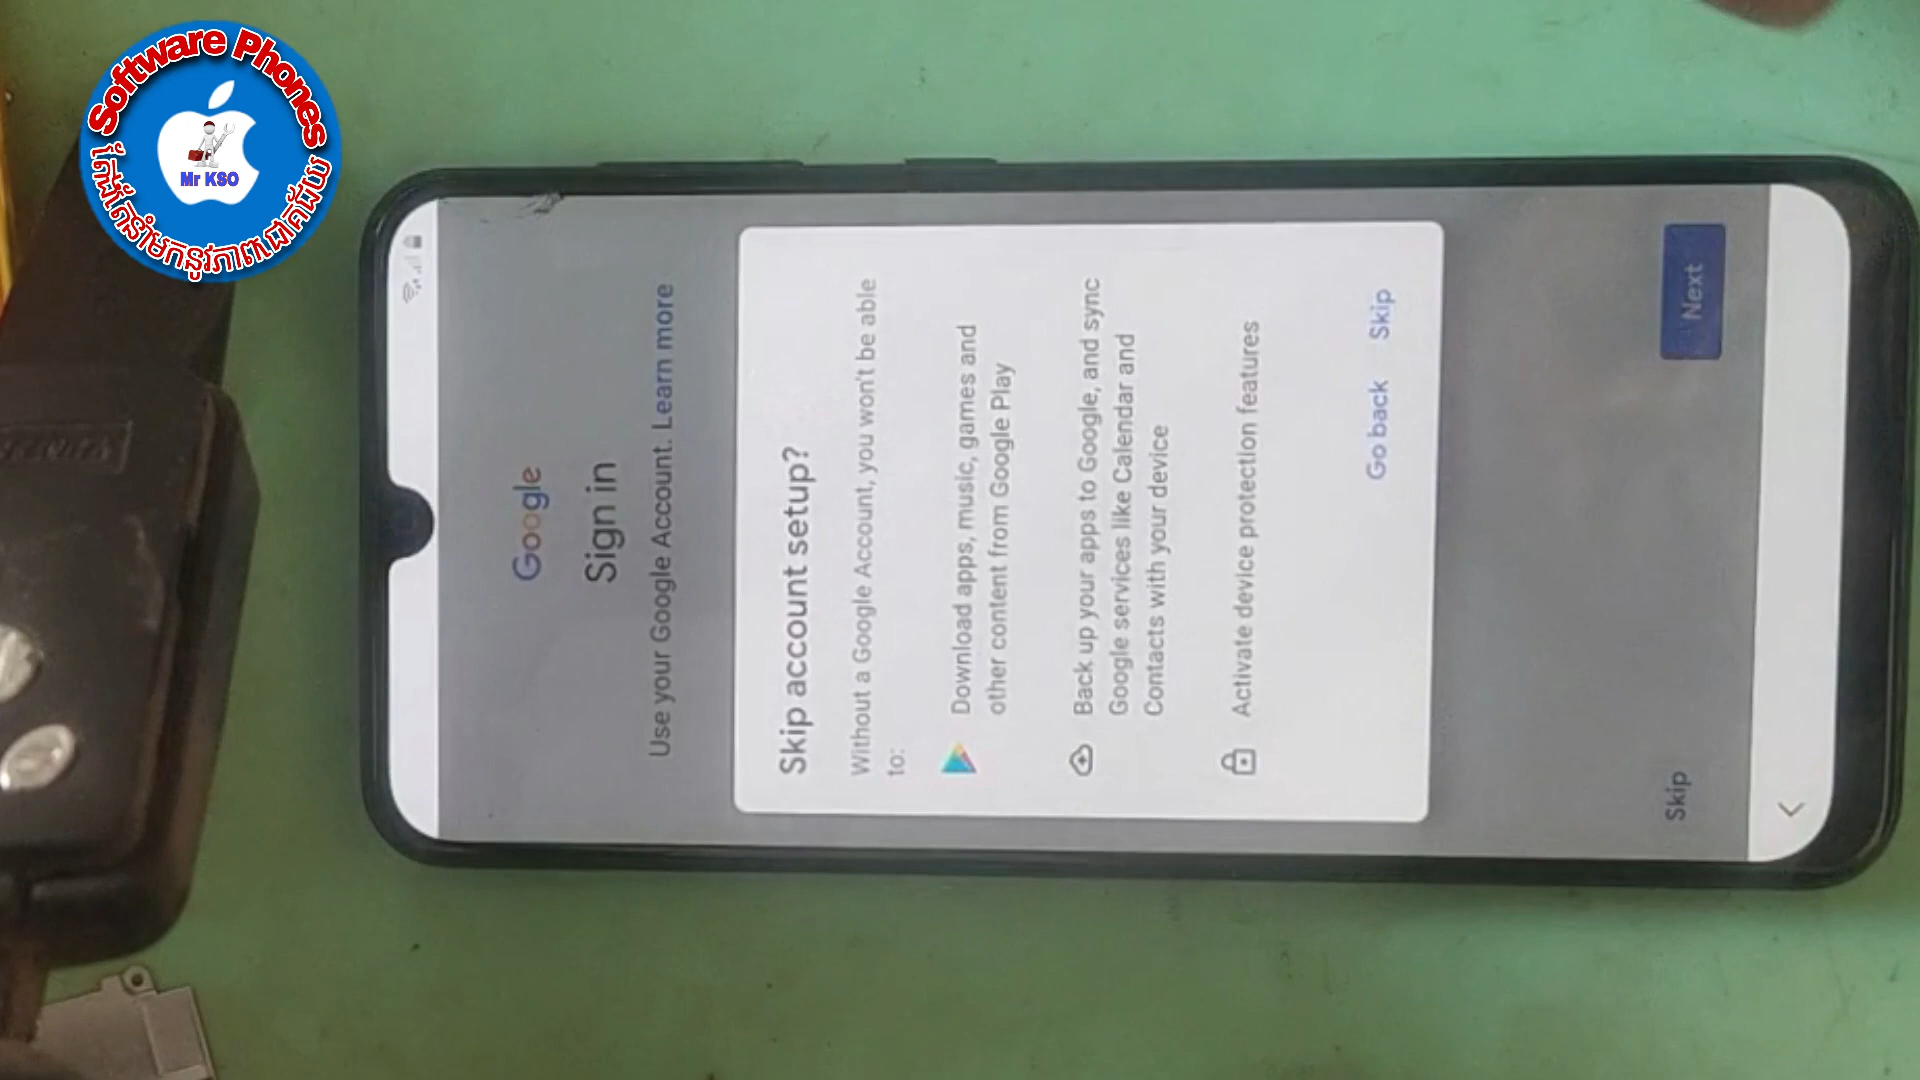 Software Phones
Mr KSO
Google
Sign in
Use your Google Account. Learn more
Skip account setup?
Without a Google Account, you won't be able
to:
Download apps, music, games and
other content from Google Play
Back up your apps to Google, and sync
Google services like Calendar and
Contacts with your device
Activate device protection features
Go back Skip
Skip
Next